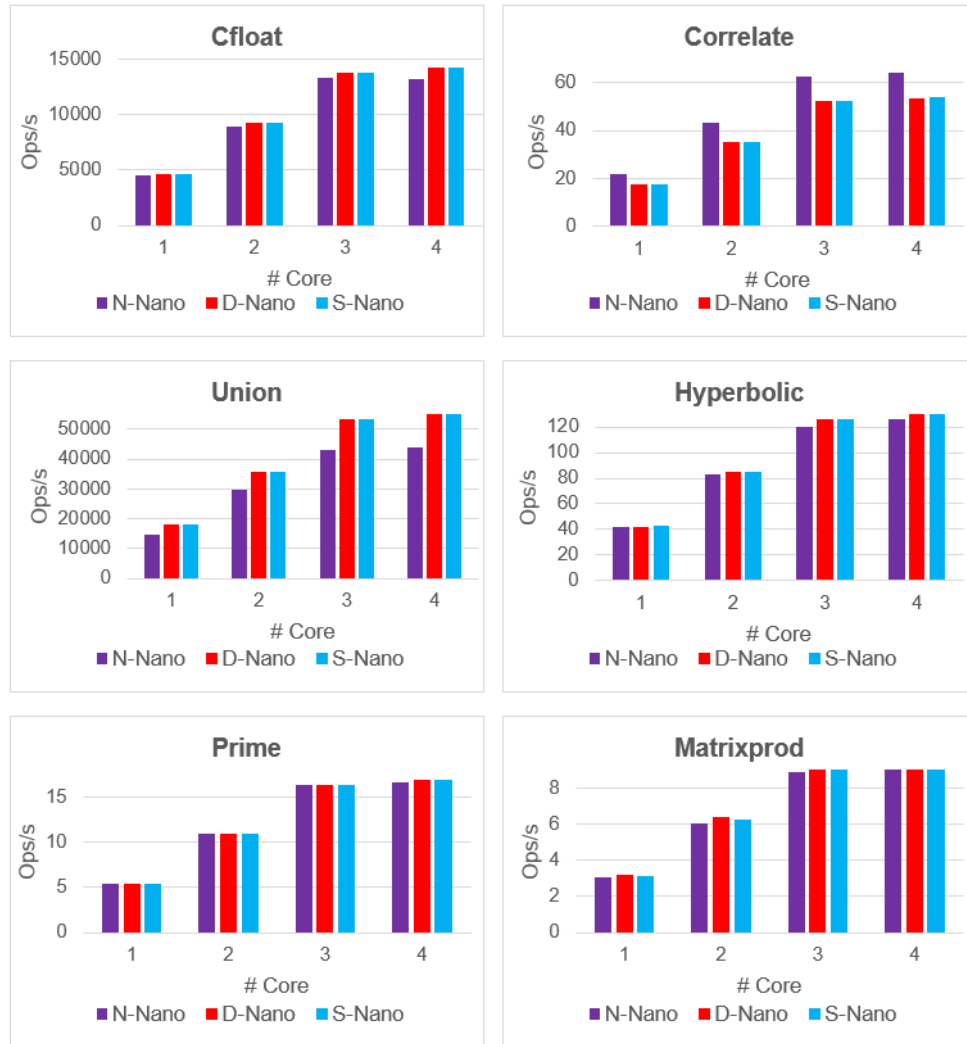 Cfloat
15000
10000
5000
0
Ops/s
1 2 3 4
# Core
N-Nano D-Nano S-Nano
Correlate
60
40
20
0
Ops/s
1 2 3 4
# Core
N-Nano D-Nano S-Nano
Union
50000
40000
30000
20000
10000
0
Ops/s
1 2 3 4
# Core
N-Nano D-Nano S-Nano
Hyperbolic
120
100
80
60
40
20
0
Ops/s
1 2 3 4
# Core
N-Nano D-Nano S-Nano
Prime
15
10
5
0
Ops/s
1 2 3 4
# Core
N-Nano D-Nano S-Nano
Matrixprod
8
6
4
2
0
Ops/s
1 2 3 4
# Core
N-Nano D-Nano S-Nano